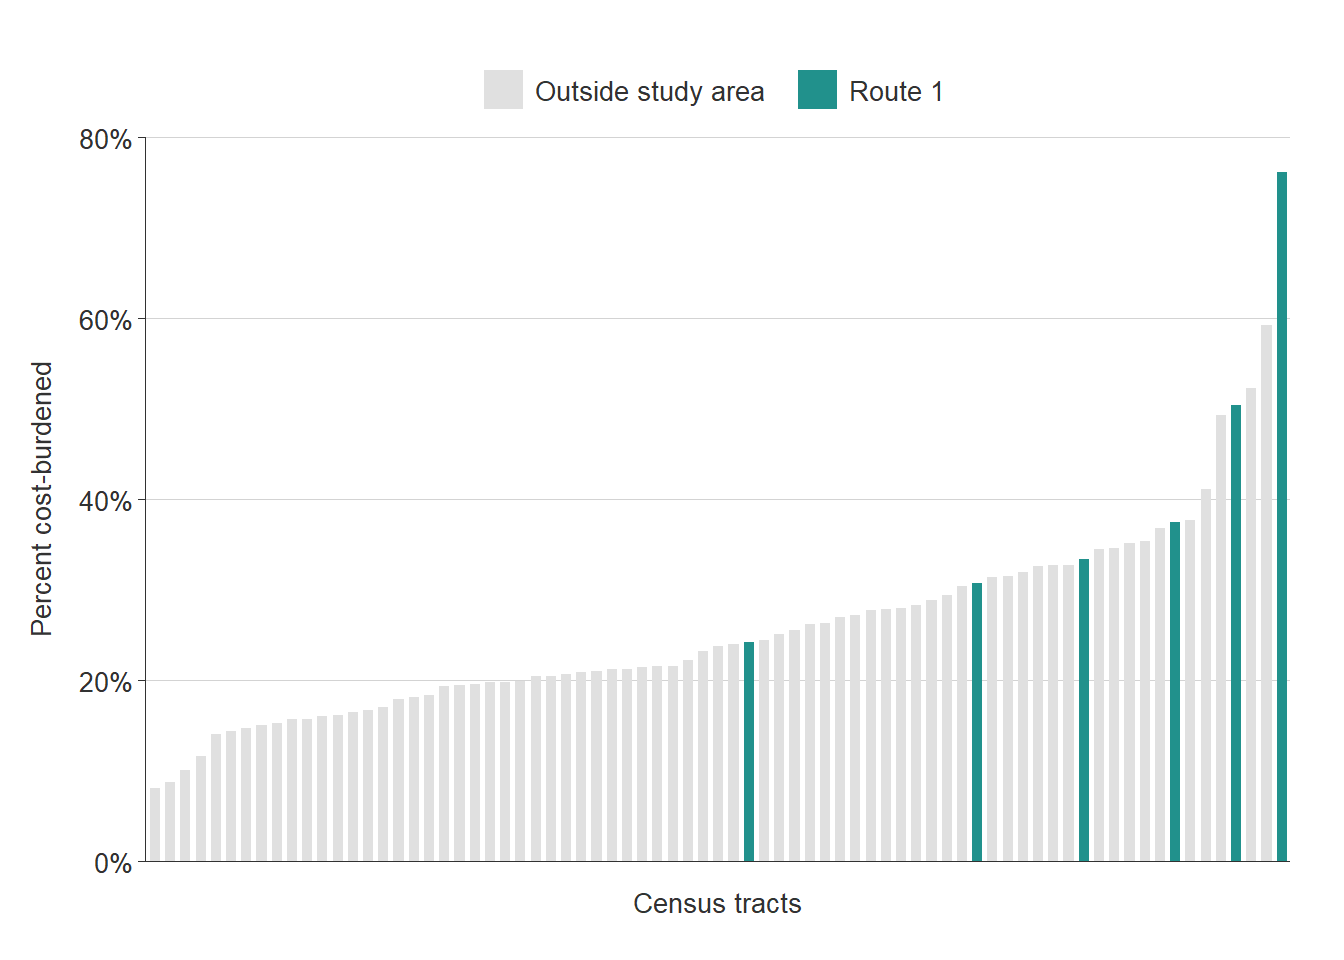 Outside study area
Route 1
80%
60%
40%
20%
0%
Percent cost-burdened
Census tracts